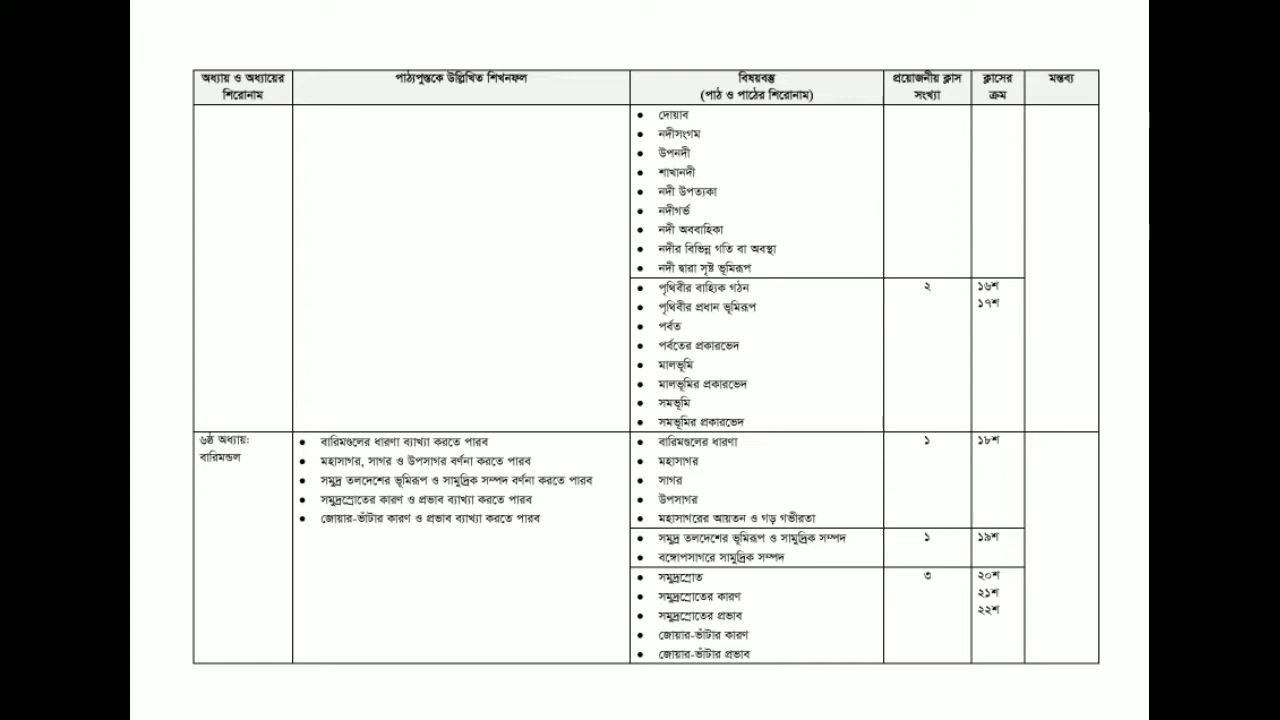 অধ্যায় ও অধ্যায়ের শিরোনাম
পাঠ্যপুস্তকে উল্লিখিত শিখনফল
বিষয়বস্তু
(পাঠ ও পাঠের শিরোনাম)
প্রয়োজনীয় ক্লাস সংখ্যা
ক্লাসের ক্রম
মন্তব্য
● দোয়াব
● নদীসংগম
● উপনদী
● শাখানদী
● নদী উপত্যকা
● নদীগর্ভ
● নদী অববাহিকা
● নদীর বিভিন্ন গতি বা অবস্থা
● নদী দ্বারা সৃষ্ট ভূমিরূপ
● পৃথিবীর বাহ্যিক গঠন
● পৃথিবীর প্রধান ভূমিরূপ
● পর্বত
● পর্বতের প্রকারভেদ
● মালভূমি
● মালভূমির প্রকারভেদ
● সমভূমি
● সমভূমির প্রকারভেদ
২
১৬শ
১৭শ
৬ষ্ঠ অধ্যায়:
বারিমন্ডল
● বারিমণ্ডলের ধারণা ব্যাখ্যা করতে পারব
● মহাসাগর, সাগর ও উপসাগর বর্ণনা করতে পারব
● সমুদ্র তলদেশের ভূমিরূপ ও সামুদ্রিক সম্পদ বর্ণনা করতে পারব
● সমুদ্রস্রোতের কারণ ও প্রভাব ব্যাখ্যা করতে পারব
● জোয়ার-ভাঁটার কারণ ও প্রভাব ব্যাখ্যা করতে পারব
● বারিমণ্ডলের ধারণা
● মহাসাগর
● সাগর
● উপসাগর
● মহাসাগরের আয়তন ও গড় গভীরতা
১
১৮শ
● সমুদ্র তলদেশের ভূমিরূপ ও সামুদ্রিক সম্পদ
● বঙ্গোপসাগরে সামুদ্রিক সম্পদ
১
১৯শ
● সমুদ্রস্রোত
● সমুদ্রস্রোতের কারণ
● সমুদ্রস্রোতের প্রভাব
● জোয়ার-ভাঁটার কারণ
● জোয়ার-ভাঁটার প্রভাব
৩
২০শ
২১শ
২২শ